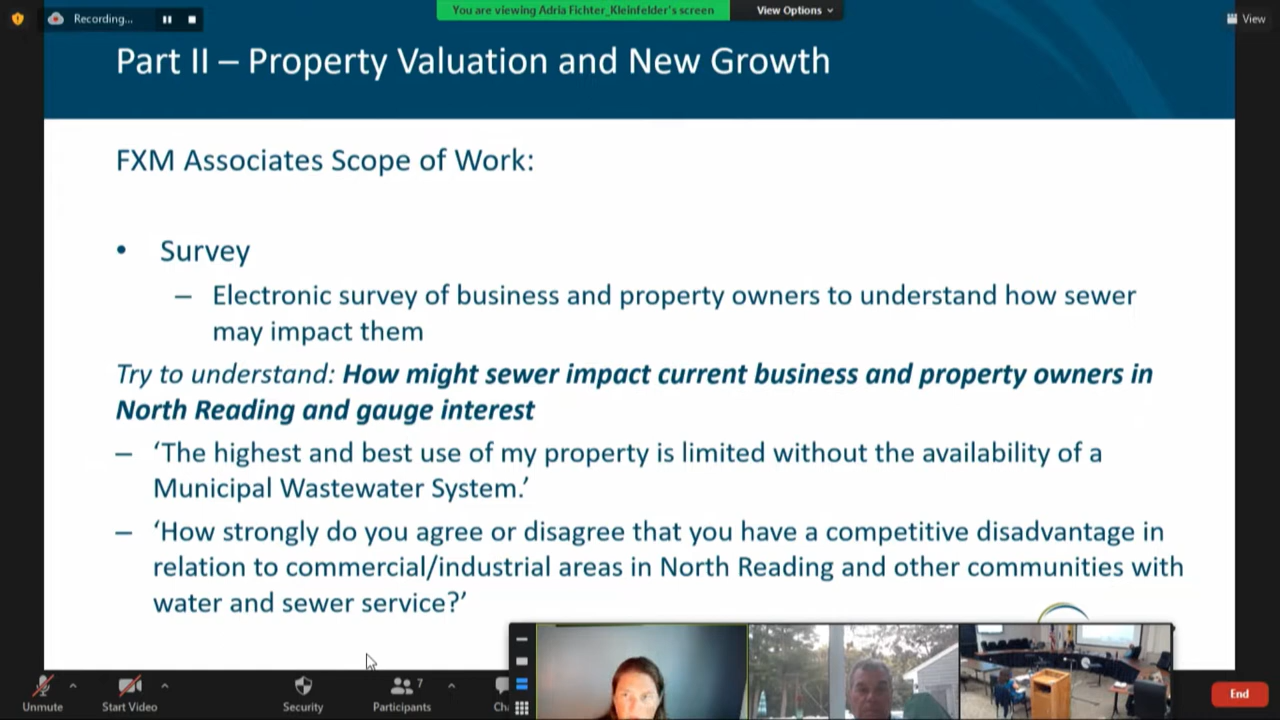 Recording...
You are viewing Adria Fichter_Kleinfelder's screen
View Options
View
Part II – Property Valuation and New Growth
FXM Associates Scope of Work:
• Survey
– Electronic survey of business and property owners to understand how sewer
may impact them
Try to understand: How might sewer impact current business and property owners in
North Reading and gauge interest
– ‘The highest and best use of my property is limited without the availability of a
Municipal Wastewater System.’
– ‘How strongly do you agree or disagree that you have a competitive disadvantage in
relation to commercial/industrial areas in North Reading and other communities with
water and sewer service?’
Unmute
Start Video
Security
7
Participants
Ch
End